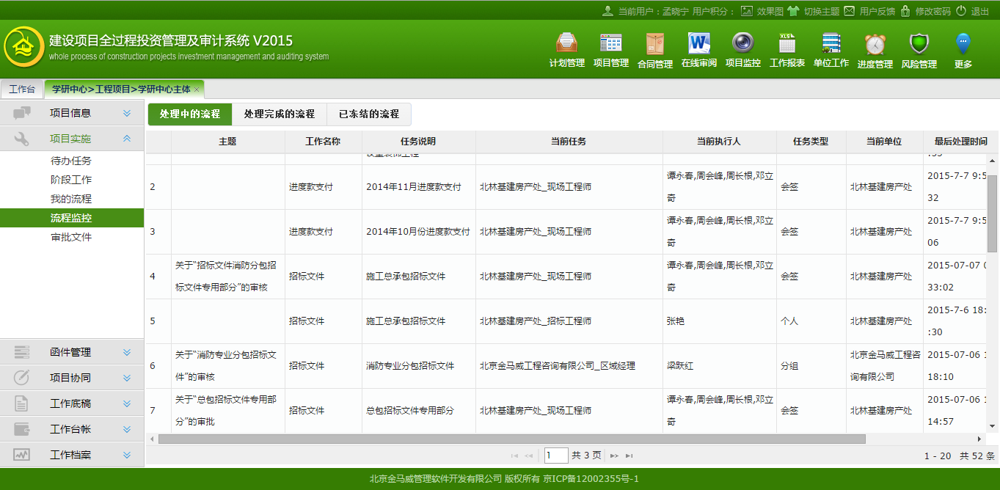 当前用户：孟晓宁 用户积分： 效果图 切换主题 用户反馈 修改密码 退出
建设项目全过程投资管理及审计系统 V2015
whole process of construction projects investment management and auditing system
计划管理 项目管理 合同管理 在线审阅 项目监控 工作报表 单位工作 进度管理 风险管理 更多
工作台 学研中心>工程项目>学研中心主体 ×
项目信息
项目实施
待办任务
阶段工作
我的流程
流程监控
审批文件
函件管理
项目协同
工作底稿
工作台帐
工作档案
处理中的流程 处理完成的流程 已冻结的流程
主题 工作名称 任务说明 当前任务 当前执行人 任务类型 当前单位 最后处理时间
2 进度款支付 2014年11月进度款支付 北林基建房产处_现场工程师 谭永春,周会峰,周长根,邓立 会签 北林基建房产处 2015-7-7 9:5
奇 32
3 进度款支付 2014年10月份进度款支付 北林基建房产处_现场工程师 谭永春,周会峰,周长根,邓立 会签 北林基建房产处 2015-7-7 9:5
奇 06
4 关于“招标文件消防分包招 招标文件 施工总承包招标文件 北林基建房产处_现场工程师 谭永春,周会峰,周长根,邓立 会签 北林基建房产处 2015-07-07
标文件专用部分”的审核 奇 33:02
5 招标文件 施工总承包招标文件 北林基建房产处_招标工程师 张艳 个人 北林基建房产处 2015-7-6 18:
:30
6 关于“消防专业分包招标文 招标文件 消防专业分包招标文件 北京金马威工程咨询有限公司_区域经理 梁跃红 分组 北京金马威工程咨 2015-07-06
件”的审核 询有限公司 18:10
7 关于“总包招标文件专用部 招标文件 总包招标文件专用部分 北林基建房产处_现场工程师 谭永春,周会峰,周长根,邓立 会签 北林基建房产处 2015-07-06
分”的审批 奇 14:57
1 共 3 页 1 - 20 共 52 条
北京金马威管理软件开发有限公司 版权所有 京ICP备12002355号-1